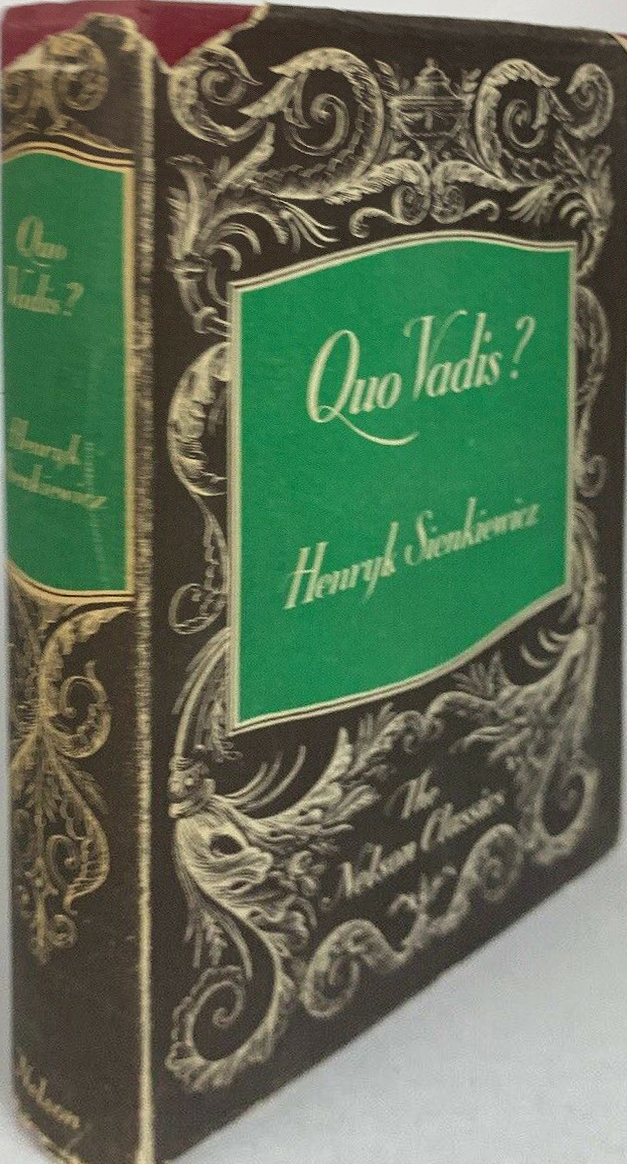 Quo
Vadis?
Henryk
Sienkiewicz
Nelson
Quo Vadis?
Henryk Sienkiewicz
The
Nelson Classics